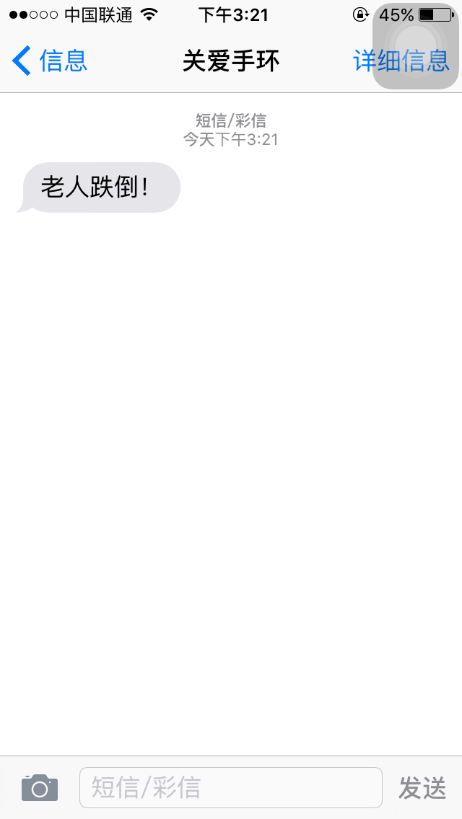 中国联通 下午3:21 45%
信息 关爱手环 详细信息
短信/彩信
今天下午3:21
老人跌倒！
短信/彩信 发送